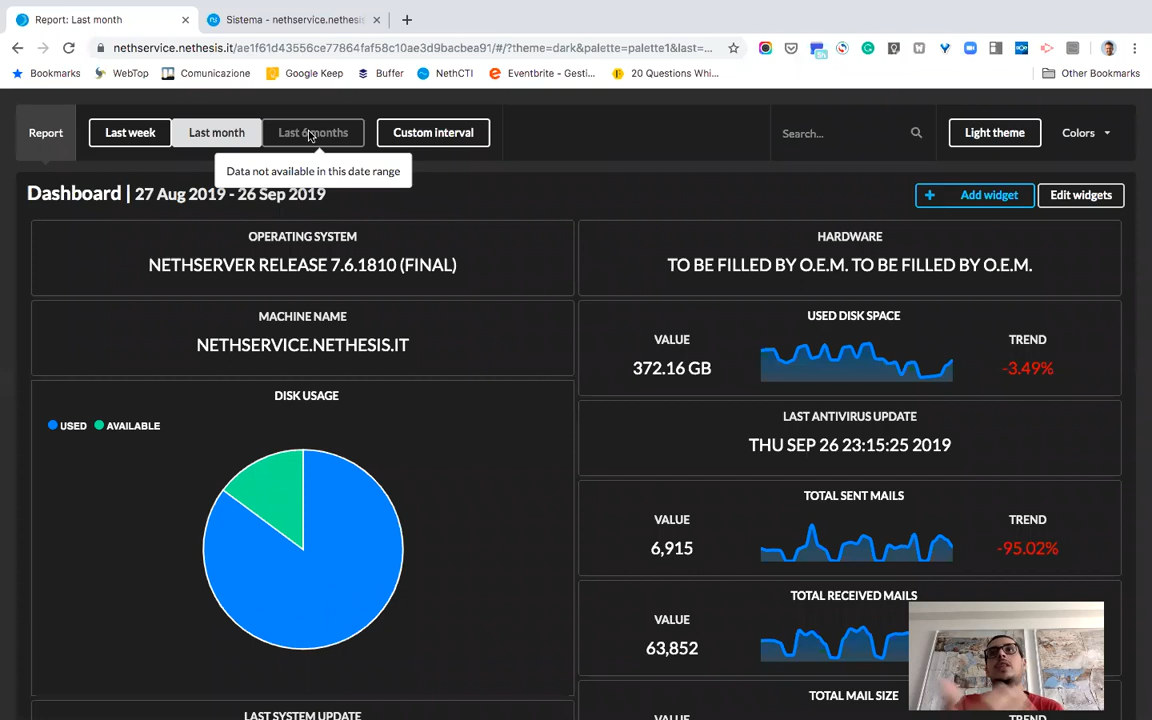 Report: Last month
Sistema - nethservice.nethesis
nethservice.nethesis.it/ae1f61d43556ce77864faf58c10ae3d9bacbea91/#/?theme=dark&palette=palette1&last=...
Bookmarks
WebTop
Comunicazione
Google Keep
Buffer
NethCTI
Eventbrite - Gesti...
20 Questions Whi...
Other Bookmarks
Report
Last week
Last month
Last 6 months
Custom interval
Search...
Light theme
Colors
Data not available in this date range
Dashboard | 27 Aug 2019 - 26 Sep 2019
+ Add widget
Edit widgets
OPERATING SYSTEM
NETHSERVER RELEASE 7.6.1810 (FINAL)
HARDWARE
TO BE FILLED BY O.E.M. TO BE FILLED BY O.E.M.
MACHINE NAME
NETHSERVICE.NETHESIS.IT
USED DISK SPACE
VALUE
372.16 GB
TREND
-3.49%
DISK USAGE
USED
AVAILABLE
LAST ANTIVIRUS UPDATE
THU SEP 26 23:15:25 2019
TOTAL SENT MAILS
VALUE
6,915
TREND
-95.02%
TOTAL RECEIVED MAILS
VALUE
63,852
TOTAL MAIL SIZE
LAST SYSTEM UPDATE